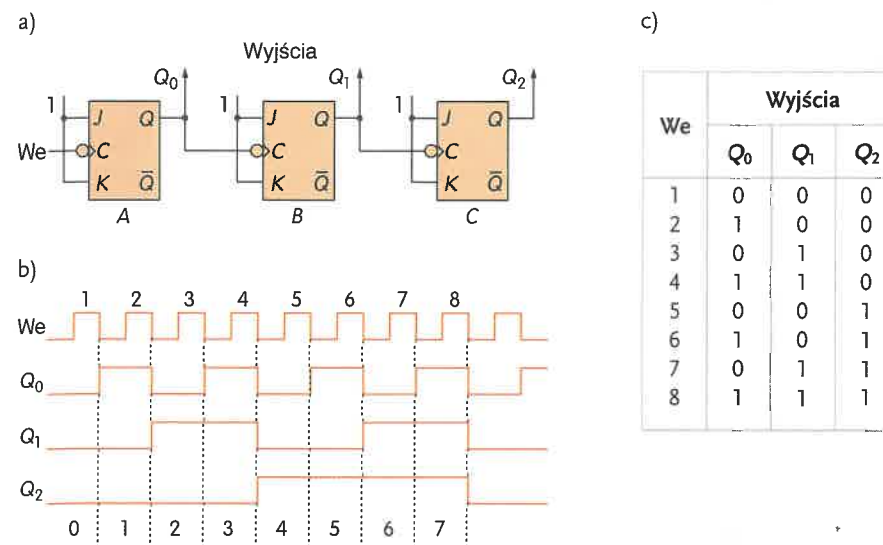 a)
Wyjścia
Q0 Q1 Q2
1 J Q 1 J Q 1 J Q
We C C C
K Q̅ K Q̅ K Q̅
A B C
b)
1 2 3 4 5 6 7 8
We
Q0
Q1
Q2
0 1 2 3 4 5 6 7
c)
We Wyjścia
Q0 Q1 Q2
1 0 0 0
2 1 0 0
3 0 1 0
4 1 1 0
5 0 0 1
6 1 0 1
7 0 1 1
8 1 1 1